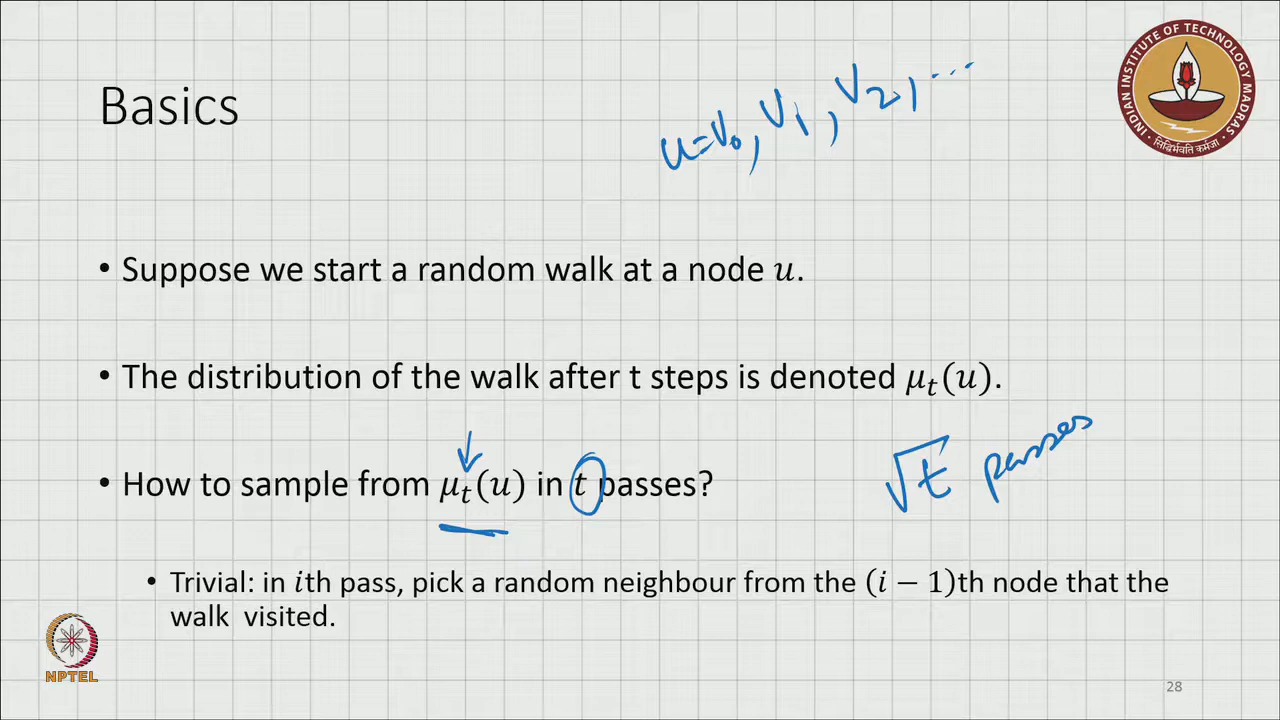 INDIAN INSTITUTE OF TECHNOLOGY MADRAS
सिद्धिर्भवति कर्मजा
Basics
u=v₀, v₁, v₂, ...
• Suppose we start a random walk at a node u.
• The distribution of the walk after t steps is denoted μₜ(u).
√t passes
• How to sample from μₜ(u) in t passes?
• Trivial: in ith pass, pick a random neighbour from the (i − 1)th node that the
walk visited.
NPTEL
28